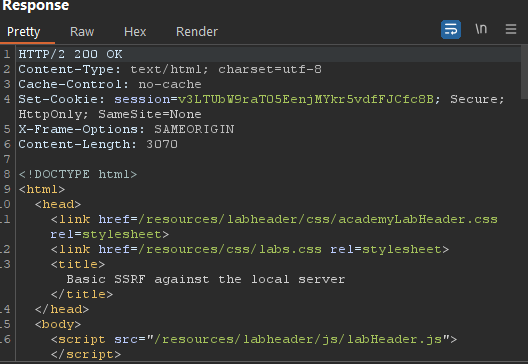 Response
Pretty Raw Hex Render \n
1 HTTP/2 200 OK
2 Content-Type: text/html; charset=utf-8
3 Cache-Control: no-cache
4 Set-Cookie: session=v3LTUbW9raTO5EenjMYkr5vdfFJCfc8B; Secure;
HttpOnly; SameSite=None
5 X-Frame-Options: SAMEORIGIN
6 Content-Length: 3070
7
8 <!DOCTYPE html>
9 <html>
10 <head>
11 <link href=/resources/labheader/css/academyLabHeader.css
rel=stylesheet>
12 <link href=/resources/css/labs.css rel=stylesheet>
13 <title>
Basic SSRF against the local server
</title>
14 </head>
15 <body>
16 <script src="/resources/labheader/js/labHeader.js">
</script>